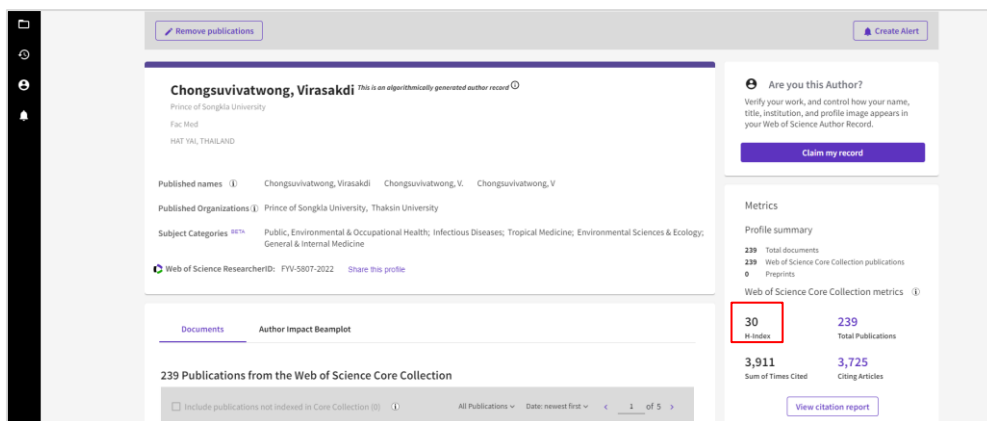 Remove publications
Create Alert
Chongsuvivatwong, Virasakdi This is an algorithmically generated author record
Prince of Songkla University
Fac Med
HAT YAI, THAILAND
Published names Chongsuvivatwong, Virasakdi Chongsuvivatwong, V. Chongsuvivatwong, V
Published Organizations Prince of Songkla University, Thaksin University
Subject Categories BETA Public, Environmental & Occupational Health; Infectious Diseases; Tropical Medicine; Environmental Sciences & Ecology;
General & Internal Medicine
Web of Science ResearcherID: FYV-5807-2022 Share this profile
Documents Author Impact Beamplot
239 Publications from the Web of Science Core Collection
Include publications not indexed in Core Collection (0) All Publications Date: newest first < 1 of 5 >
Are you this Author?
Verify your work, and control how your name,
title, institution, and profile image appears in
your Web of Science Author Record.
Claim my record
Metrics
Profile summary
239 Total documents
239 Web of Science Core Collection publications
0 Preprints
Web of Science Core Collection metrics
30 239
H-Index Total Publications
3,911 3,725
Sum of Times Cited Citing Articles
View citation report